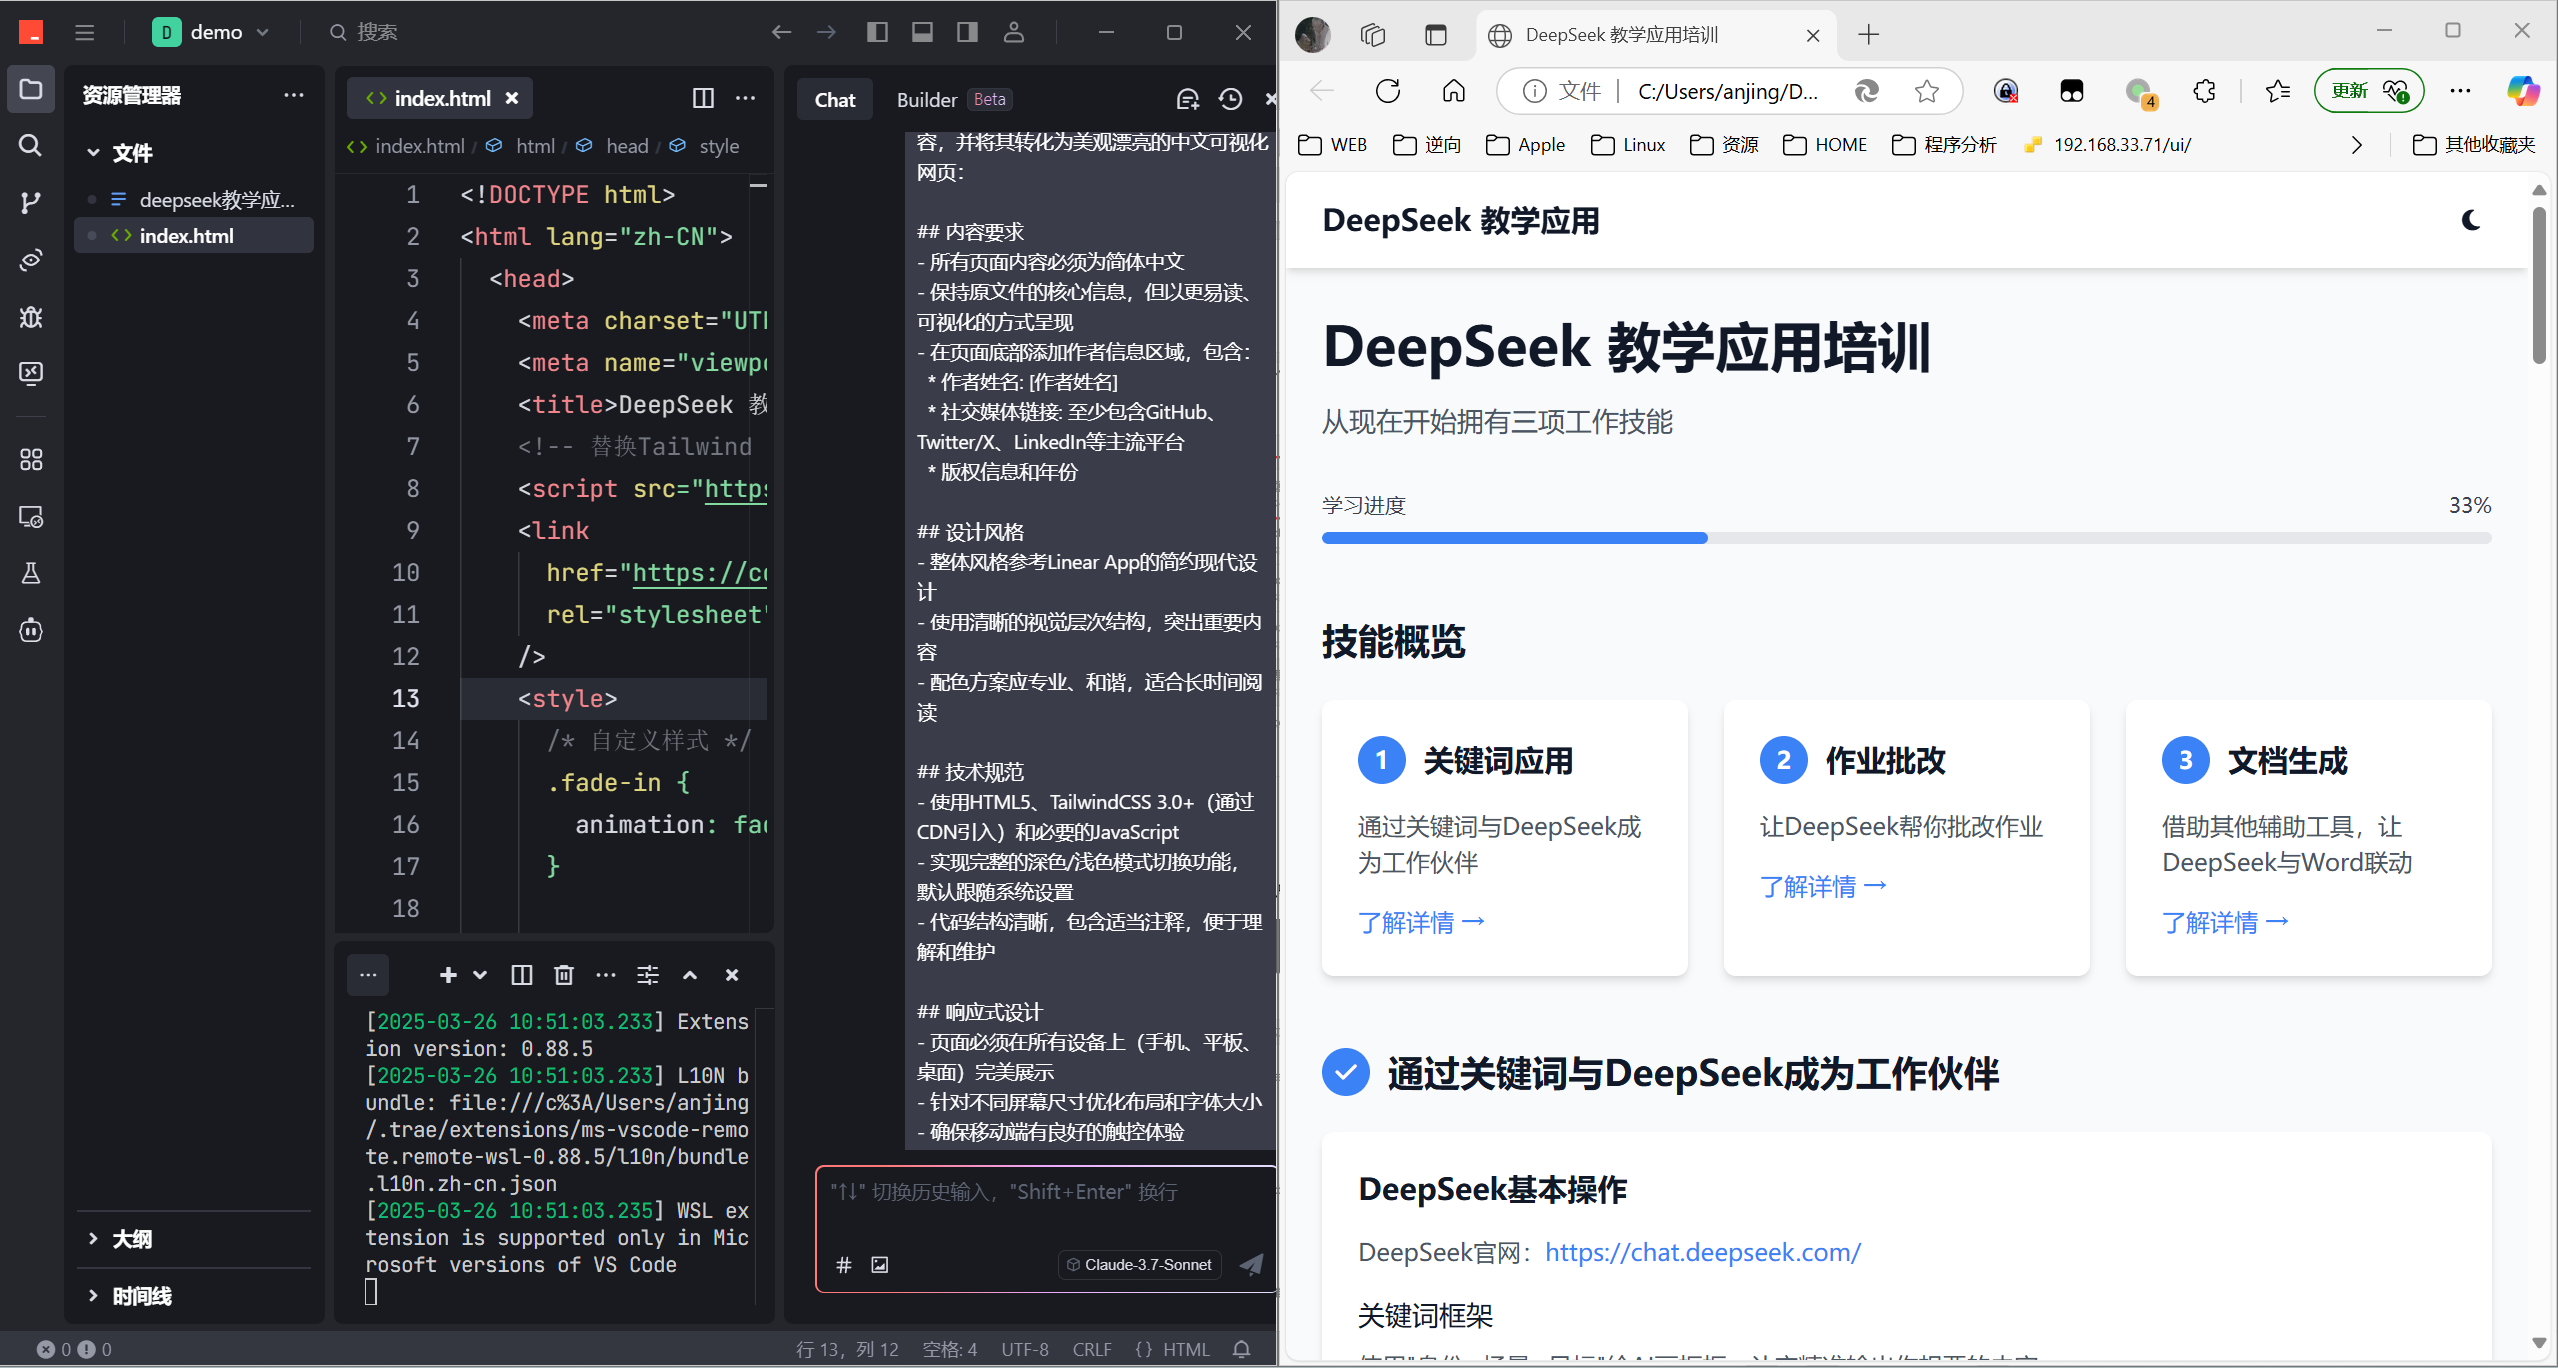 D demo
搜索
资源管理器
文件
deepseek教学应...
index.html
大纲
时间线
index.html
index.html / html / head / style
1 <!DOCTYPE html>
2 <html lang="zh-CN">
3 <head>
4 <meta charset="UTF
5 <meta name="viewpo
6 <title>DeepSeek 教
7 <!-- 替换Tailwind
8 <script src="https
9 <link
10 href="https://cd
11 rel="stylesheet"
12 />
13 <style>
14 /* 自定义样式 */
15 .fade-in {
16 animation: fad
17 }
18
[2025-03-26 10:51:03.233] Extens
ion version: 0.88.5
[2025-03-26 10:51:03.233] L10N b
undle: file:///c%3A/Users/anjing
/.trae/extensions/ms-vscode-remo
te.remote-wsl-0.88.5/l10n/bundle
.l10n.zh-cn.json
[2025-03-26 10:51:03.235] WSL ex
tension is supported only in Mic
rosoft versions of VS Code
Chat Builder Beta
容，并将其转化为美观漂亮的中文可视化
网页：
## 内容要求
- 所有页面内容必须为简体中文
- 保持原文件的核心信息，但以更易读、
可视化的方式呈现
- 在页面底部添加作者信息区域，包含：
* 作者姓名: [作者姓名]
* 社交媒体链接: 至少包含GitHub、
Twitter/X、LinkedIn等主流平台
* 版权信息和年份
## 设计风格
- 整体风格参考Linear App的简约现代设
计
- 使用清晰的视觉层次结构，突出重要内
容
- 配色方案应专业、和谐，适合长时间阅
读
## 技术规范
- 使用HTML5、TailwindCSS 3.0+（通过
CDN引入）和必要的JavaScript
- 实现完整的深色/浅色模式切换功能，
默认跟随系统设置
- 代码结构清晰，包含适当注释，便于理
解和维护
## 响应式设计
- 页面必须在所有设备上（手机、平板、
桌面）完美展示
- 针对不同屏幕尺寸优化布局和字体大小
- 确保移动端有良好的触控体验
"↑↓" 切换历史输入，"Shift+Enter" 换行
Claude-3.7-Sonnet
0 0
行 13，列 12 空格: 4 UTF-8 CRLF {} HTML
DeepSeek 教学应用培训
文件 C:/Users/anjing/D...
4
更新
WEB 逆向 Apple Linux 资源 HOME 程序分析 192.168.33.71/ui/ 其他收藏夹
DeepSeek 教学应用
DeepSeek 教学应用培训
从现在开始拥有三项工作技能
学习进度 33%
技能概览
1 关键词应用
通过关键词与DeepSeek成
为工作伙伴
了解详情 →
2 作业批改
让DeepSeek帮你批改作业
了解详情 →
3 文档生成
借助其他辅助工具，让
DeepSeek与Word联动
了解详情 →
通过关键词与DeepSeek成为工作伙伴
DeepSeek基本操作
DeepSeek官网：https://chat.deepseek.com/
关键词框架